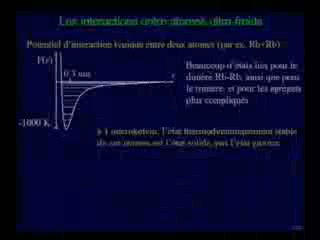 Les interactions entre atomes ultra-froids
Potentiel d'interaction typique entre deux atomes (par ex. Rb+Rb)
V(r)
0.5 nm
r
-1000 K
Beaucoup d'états liés pour le
dimère Rb-Rb, ainsi que pour
le trimère, et pour les agrégats
plus compliqués
A 1 microkelvin, l'état thermodynamiquement stable
de ces atomes est l'état solide, pas l'état gazeux